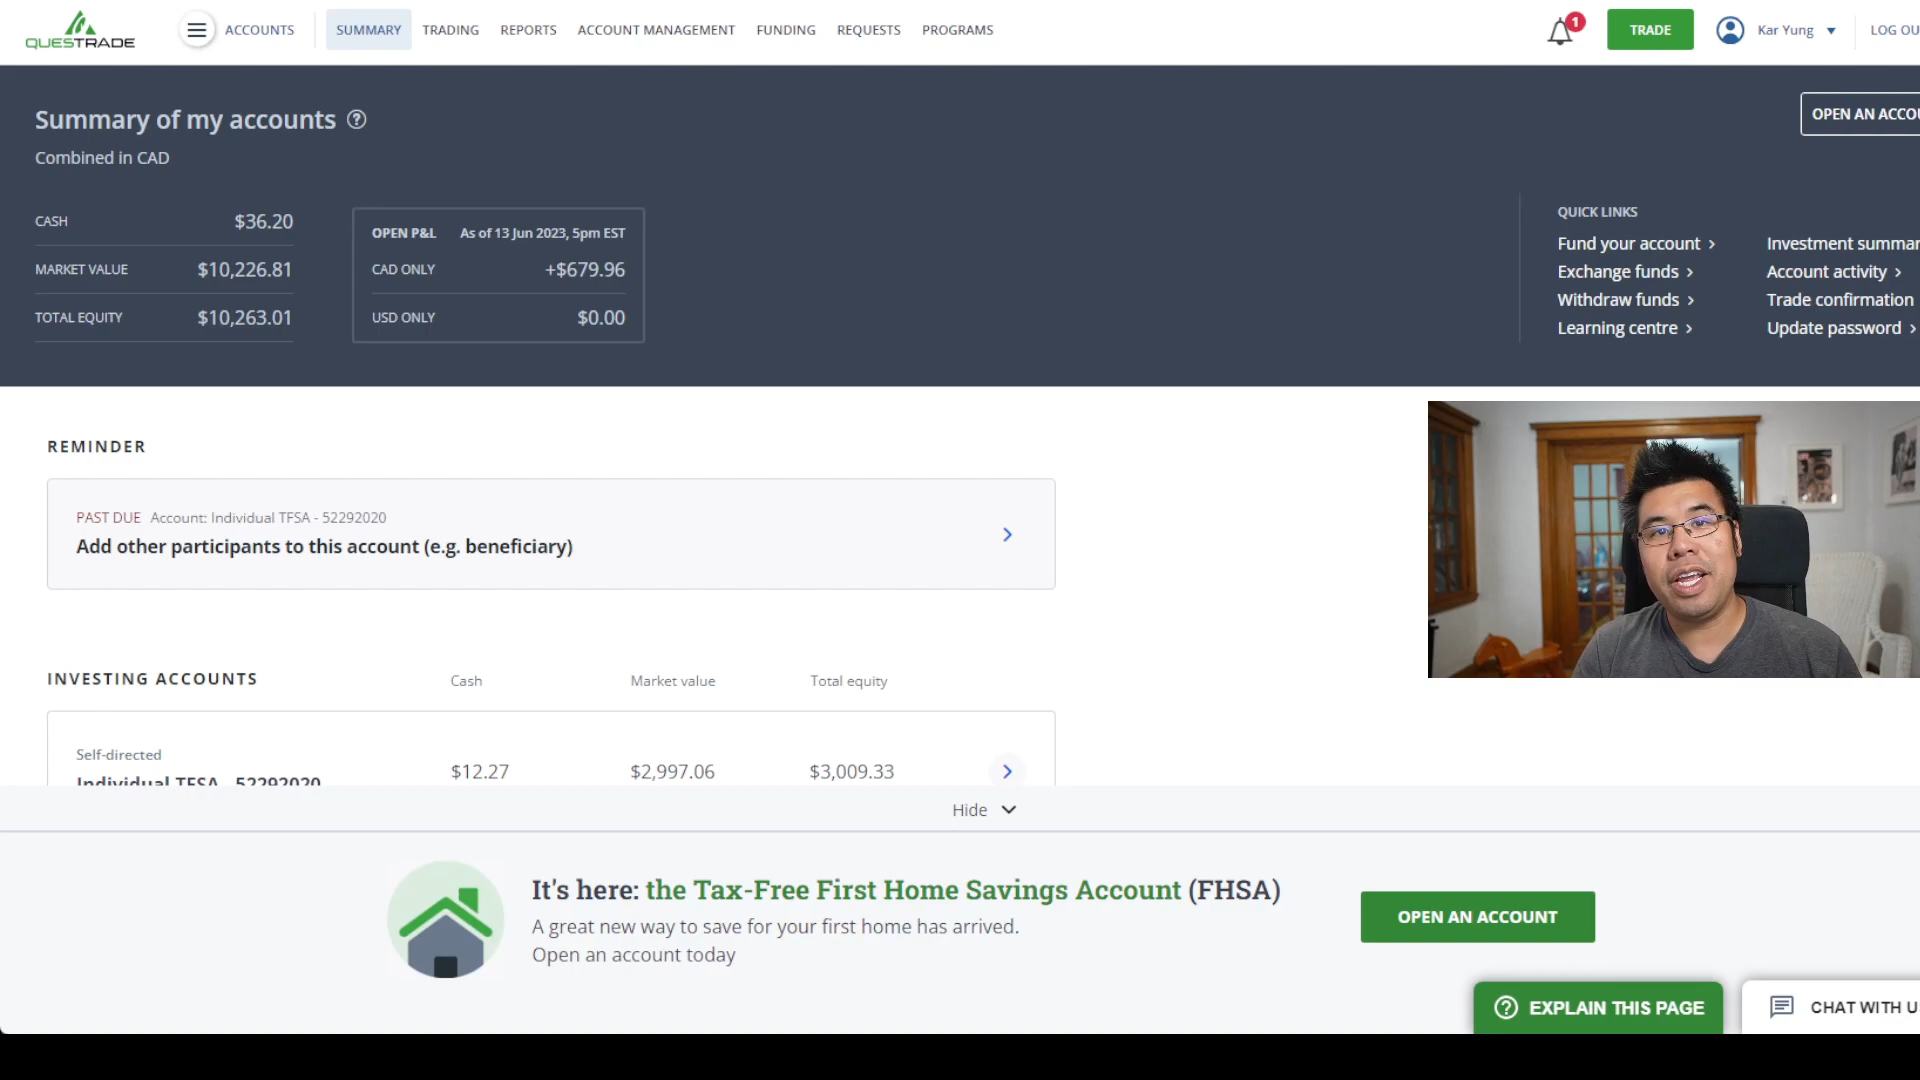 QUESTRADE
ACCOUNTS
SUMMARY
TRADING
REPORTS
ACCOUNT MANAGEMENT
FUNDING
REQUESTS
PROGRAMS
1
TRADE
Kar Yung
LOG OU
Summary of my accounts ?
Combined in CAD
OPEN AN ACCOU
CASH $36.20
MARKET VALUE $10,226.81
TOTAL EQUITY $10,263.01
OPEN P&L As of 13 Jun 2023, 5pm EST
CAD ONLY +$679.96
USD ONLY $0.00
QUICK LINKS
Fund your account >
Exchange funds >
Withdraw funds >
Learning centre >
Investment summar
Account activity >
Trade confirmation
Update password >
REMINDER
PAST DUE Account: Individual TFSA - 52292020
Add other participants to this account (e.g. beneficiary)
INVESTING ACCOUNTS Cash Market value Total equity
Self-directed
Individual TFSA - 52292020
$12.27 $2,997.06 $3,009.33
Hide
It's here: the Tax-Free First Home Savings Account (FHSA)
A great new way to save for your first home has arrived.
Open an account today
OPEN AN ACCOUNT
? EXPLAIN THIS PAGE
CHAT WITH U